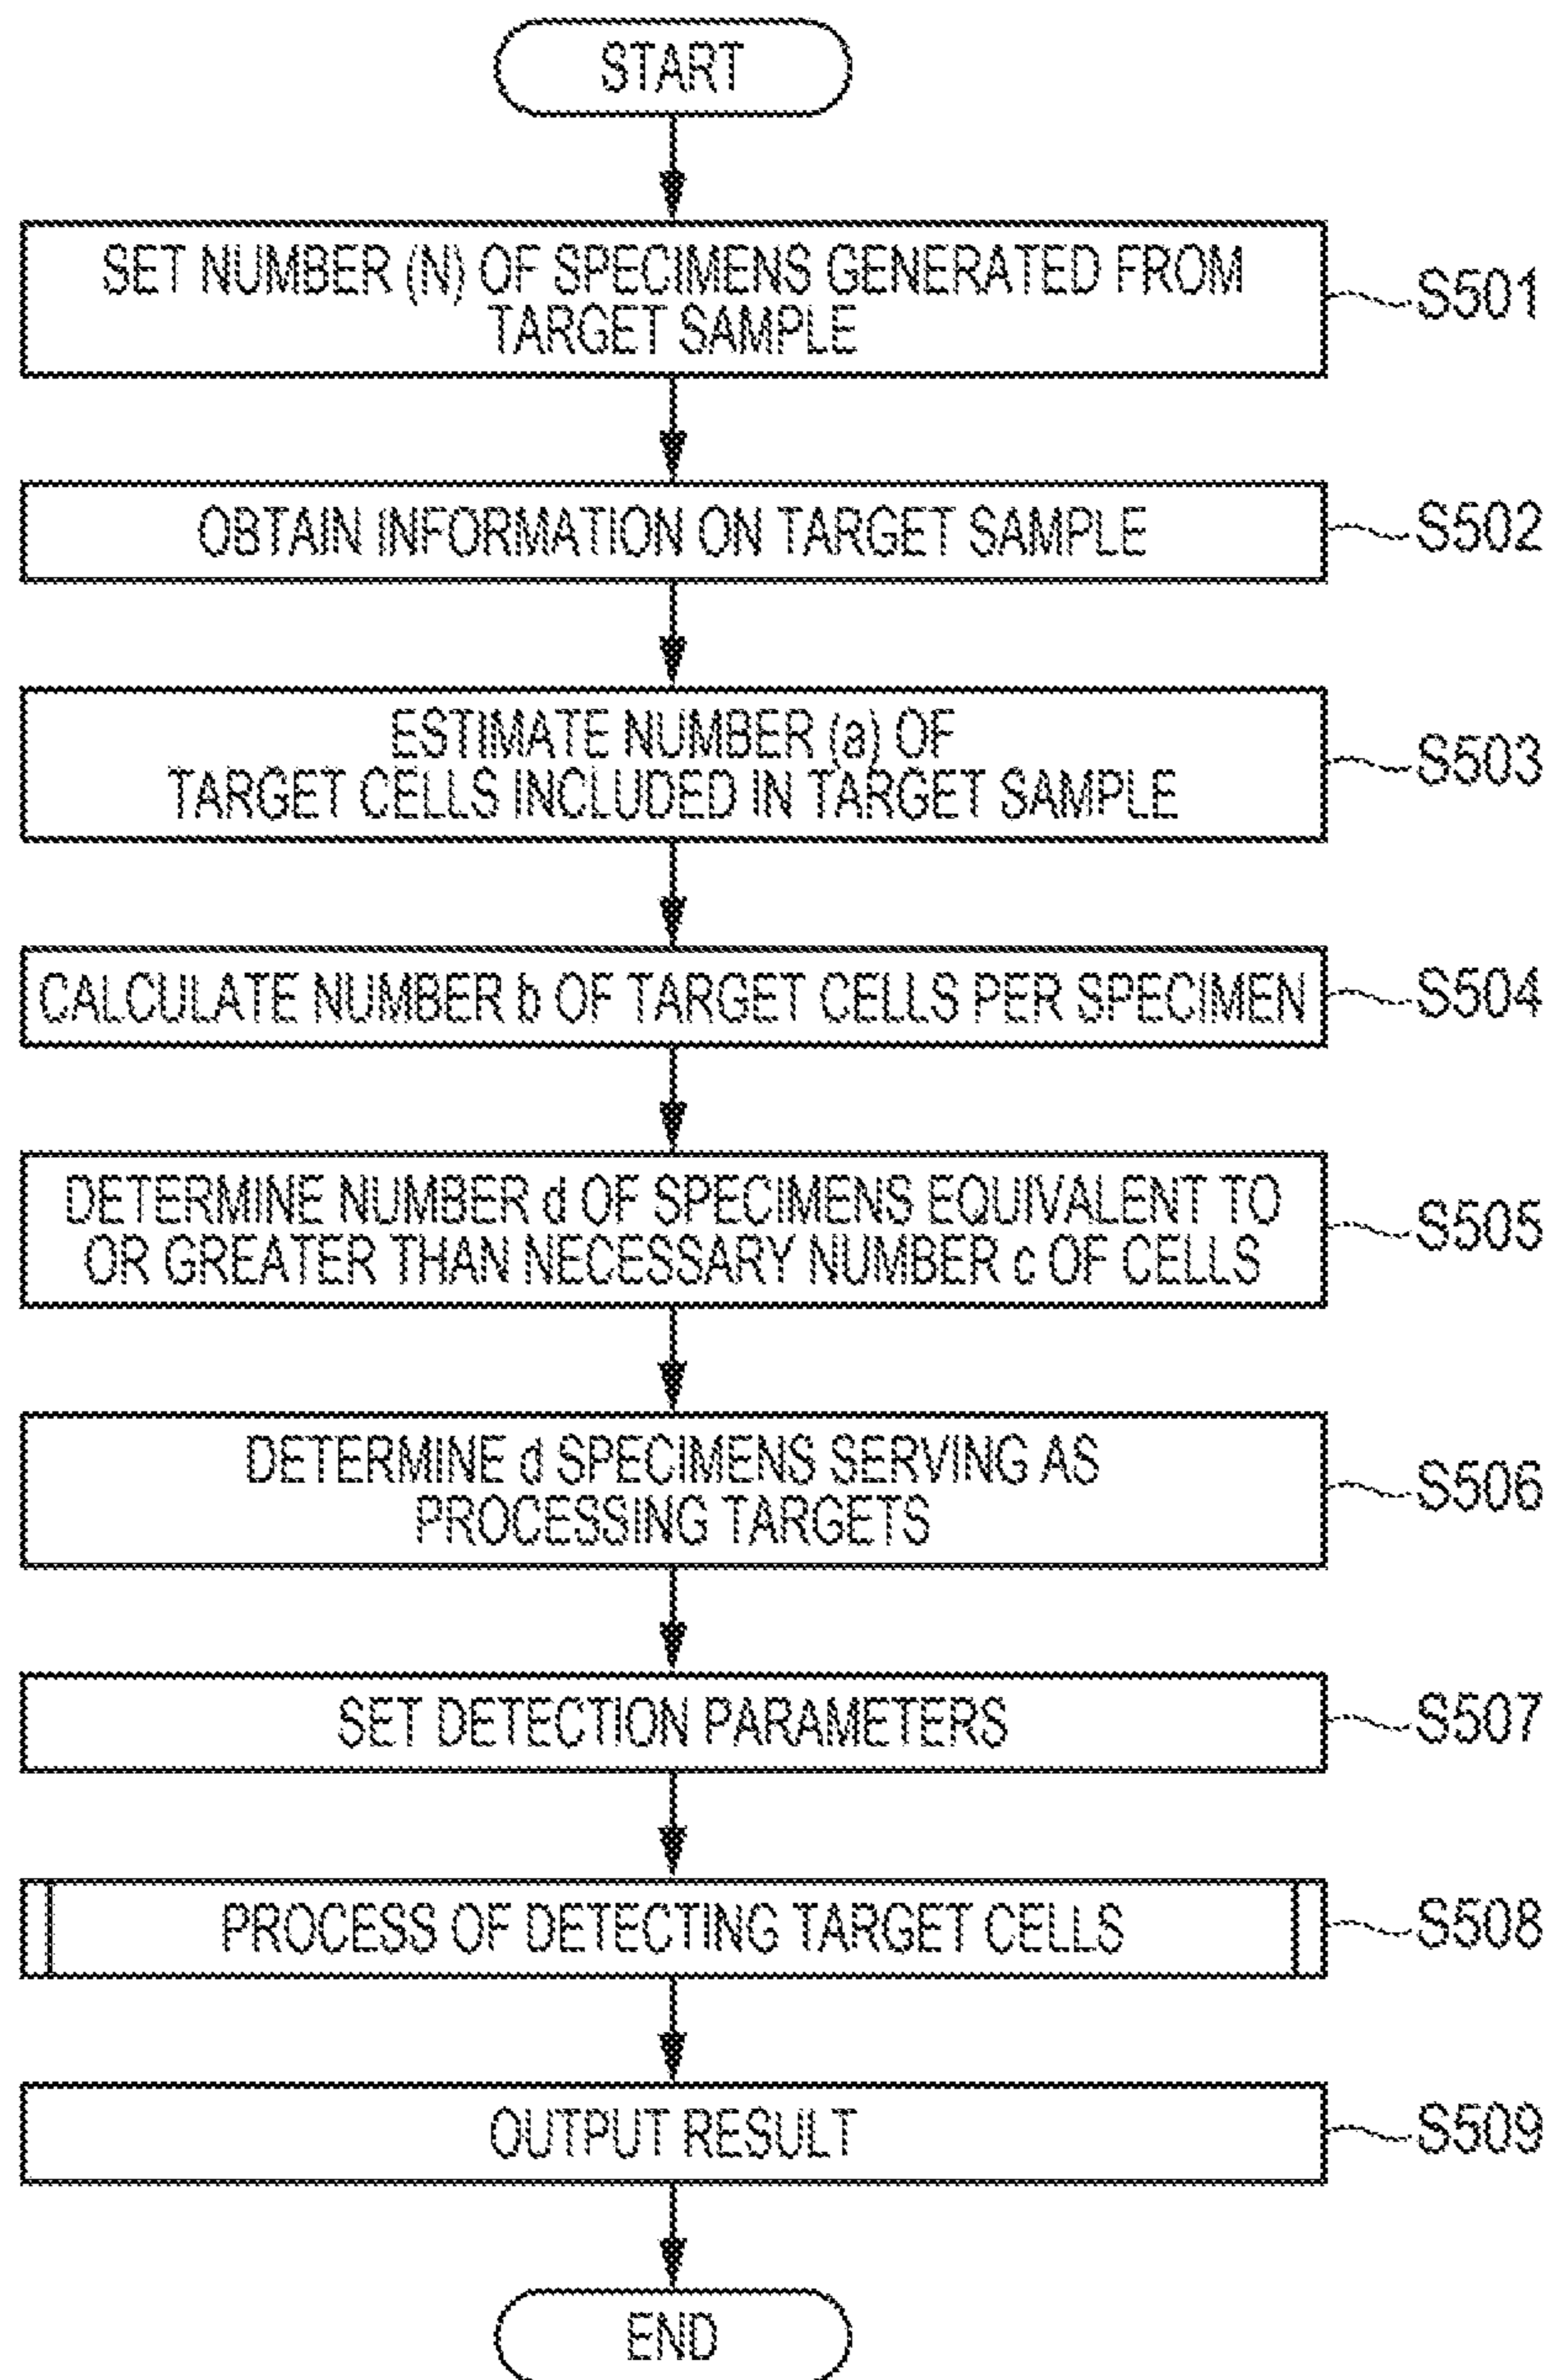 START
SET NUMBER (N) OF SPECIMENS GENERATED FROM
TARGET SAMPLE
S501
OBTAIN INFORMATION ON TARGET SAMPLE
S502
ESTIMATE NUMBER (a) OF
TARGET CELLS INCLUDED IN TARGET SAMPLE
S503
CALCULATE NUMBER b OF TARGET CELLS PER SPECIMEN
S504
DETERMINE NUMBER d OF SPECIMENS EQUIVALENT TO
OR GREATER THAN NECESSARY NUMBER c OF CELLS
S505
DETERMINE d SPECIMENS SERVING AS
PROCESSING TARGETS
S506
SET DETECTION PARAMETERS
S507
PROCESS OF DETECTING TARGET CELLS
S508
OUTPUT RESULT
S509
END